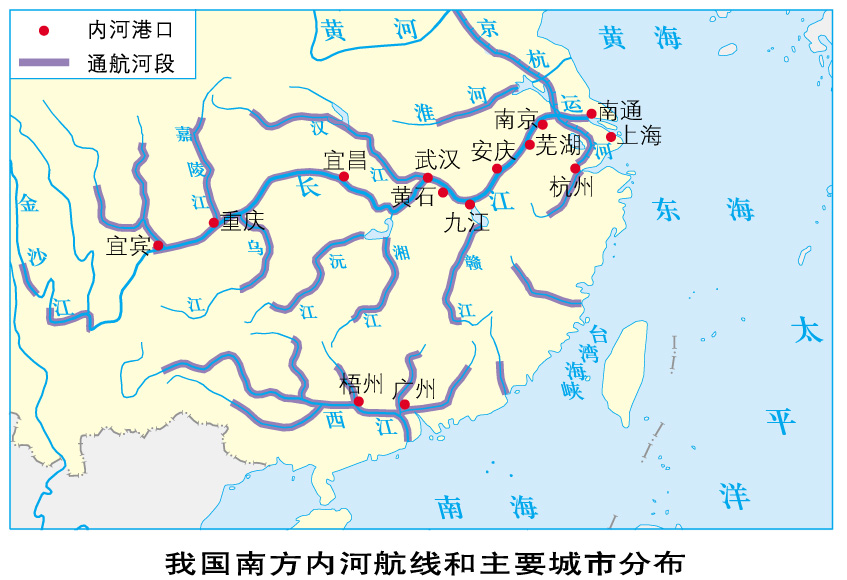 内河港口
通航河段
黄河
京杭运河
黄海
淮河
南通
南京
上海
芜湖
安庆
杭州
嘉陵江
汉江
宜昌
武汉
长江
黄石
九江
金沙江
重庆
宜宾
乌江
沅江
湘江
赣江
东海
台湾海峡
太平洋
梧州
广州
西江
南海
我国南方内河航线和主要城市分布